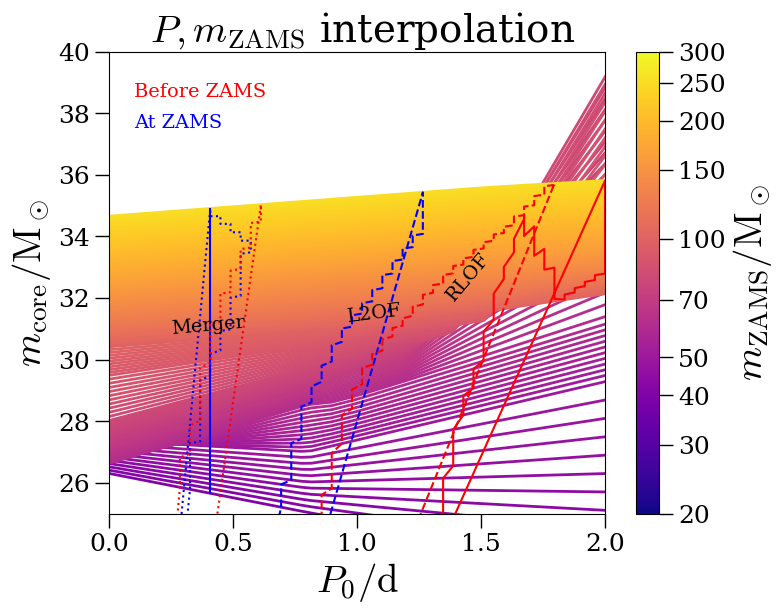 P, m_ZAMS interpolation
Before ZAMS
At ZAMS
Merger
L2OF
RLOF
m_core/M_⊙
40
38
36
34
32
30
28
26
0.0 0.5 1.0 1.5 2.0
P_0/d
300
250
200
150
100
70
50
40
30
20
m_ZAMS/M_⊙